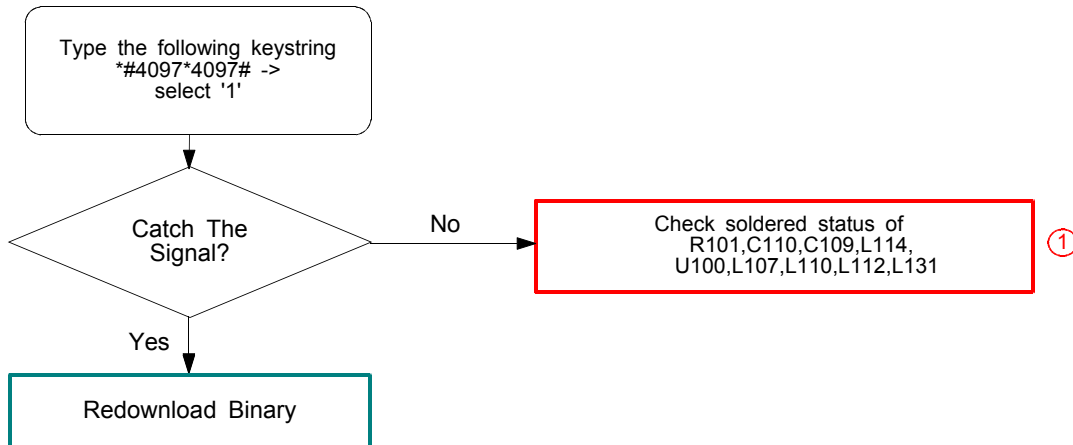 Type the following keystring
*#4097*4097# ->
select '1'
Catch The
Signal?
No
Check soldered status of
R101,C110,C109,L114,
U100,L107,L110,L112,L131
1
Yes
Redownload Binary